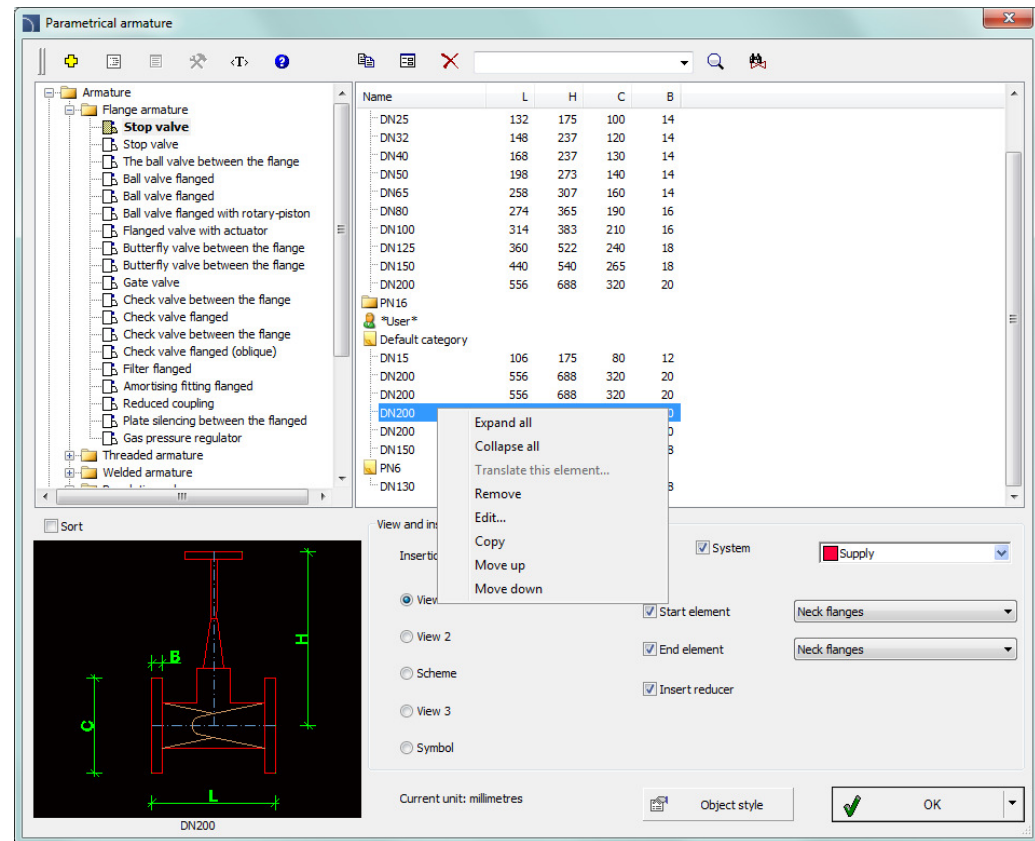 Parametrical armature
<T>
Armature
Flange armature
Stop valve
Stop valve
The ball valve between the flange
Ball valve flanged
Ball valve flanged
Ball valve flanged with rotary-piston
Flanged valve with actuator
Butterfly valve between the flange
Butterfly valve between the flange
Gate valve
Check valve between the flange
Check valve flanged
Check valve between the flange
Check valve flanged (oblique)
Filter flanged
Amortising fitting flanged
Reduced coupling
Plate silencing between the flanged
Gas pressure regulator
Threaded armature
Welded armature
Name L H C B
DN25 132 175 100 14
DN32 148 237 120 14
DN40 168 237 130 14
DN50 198 273 140 14
DN65 258 307 160 14
DN80 274 365 190 16
DN100 314 383 210 16
DN125 360 522 240 18
DN150 440 540 265 18
DN200 556 688 320 20
PN16
*User*
Default category
DN15 106 175 80 12
DN200 556 688 320 20
DN200 556 688 320 20
DN200
DN200
DN150
PN6
DN130
Expand all
Collapse all
Translate this element...
Remove
Edit...
Copy
Move up
Move down
Sort
B
H
C
L
DN200
View and in
Insertio
View
View 2
Scheme
View 3
Symbol
System
Supply
Start element Neck flanges
End element Neck flanges
Insert reducer
Current unit: millimetres
Object style
OK